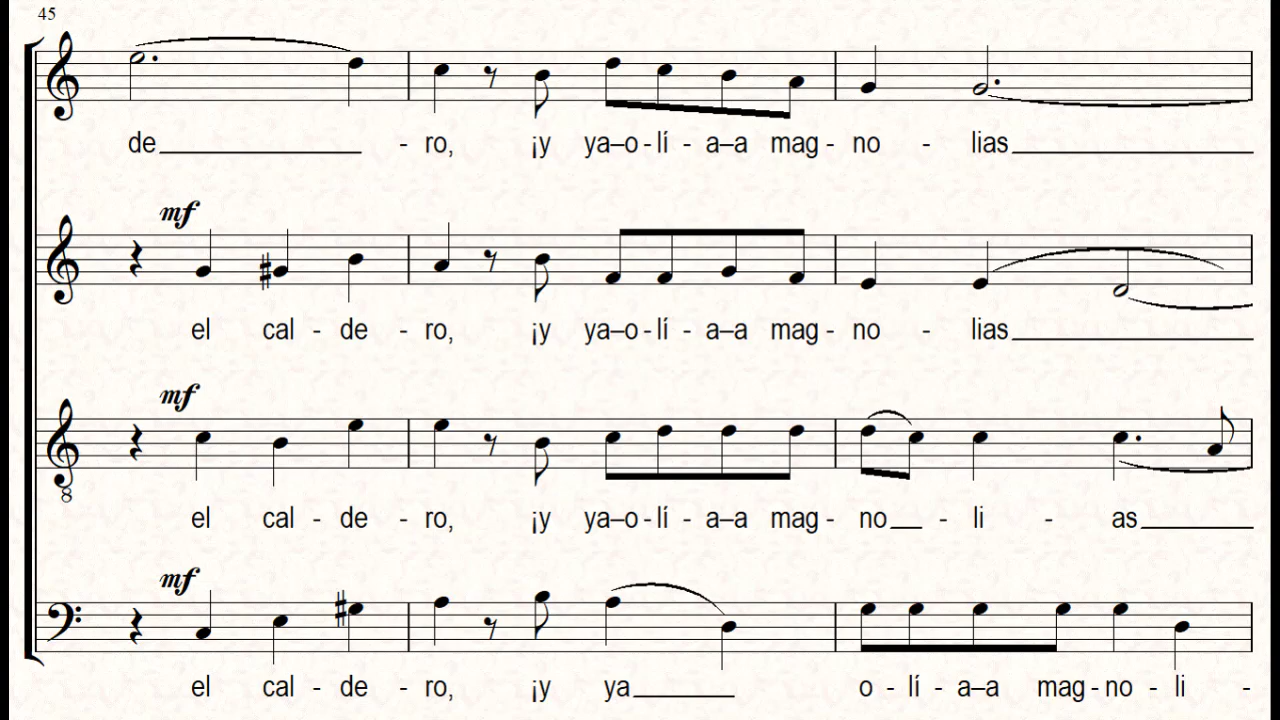 45
de - ro, ¡y ya–o - lí - a–a mag - no - lias
mf
el cal - de - ro, ¡y ya–o - lí - a–a mag - no - lias
mf
8
el cal - de - ro, ¡y ya–o - lí - a–a mag - no - li - as
mf
el cal - de - ro, ¡y ya o - lí - a–a mag - no - li -